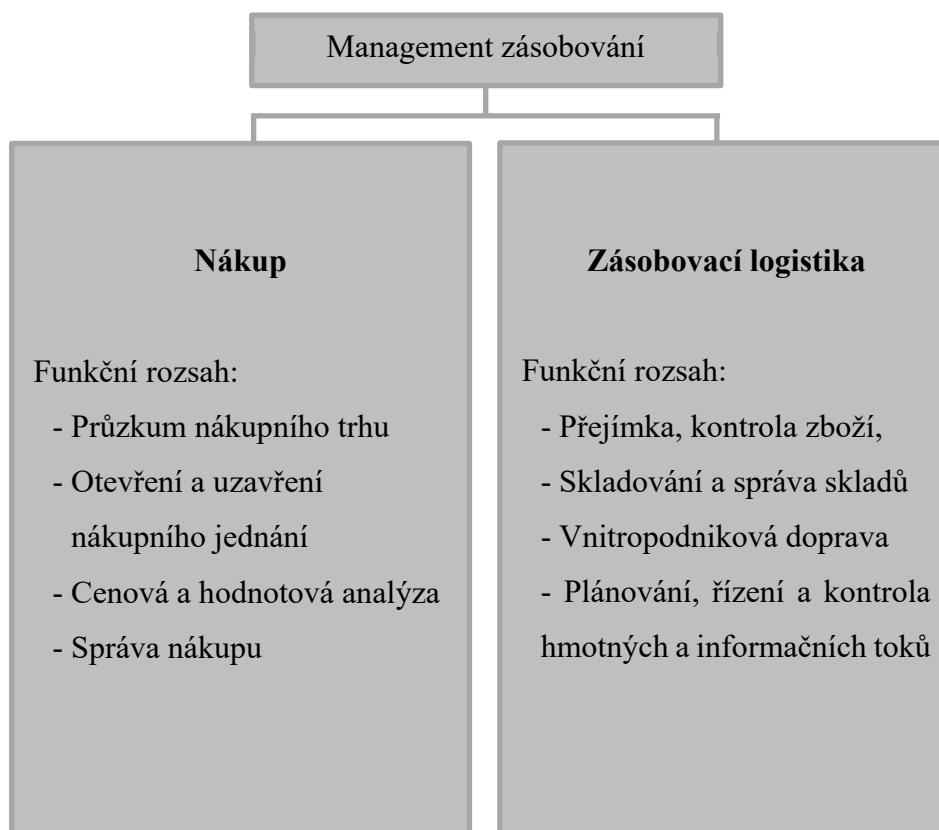 Management zásobování
Nákup
Funkční rozsah:
- Průzkum nákupního trhu
- Otevření a uzavření
nákupního jednání
- Cenová a hodnotová analýza
- Správa nákupu
Zásobovací logistika
Funkční rozsah:
- Přejímka, kontrola zboží,
- Skladování a správa skladů
- Vnitropodniková doprava
- Plánování, řízení a kontrola
hmotných a informačních toků